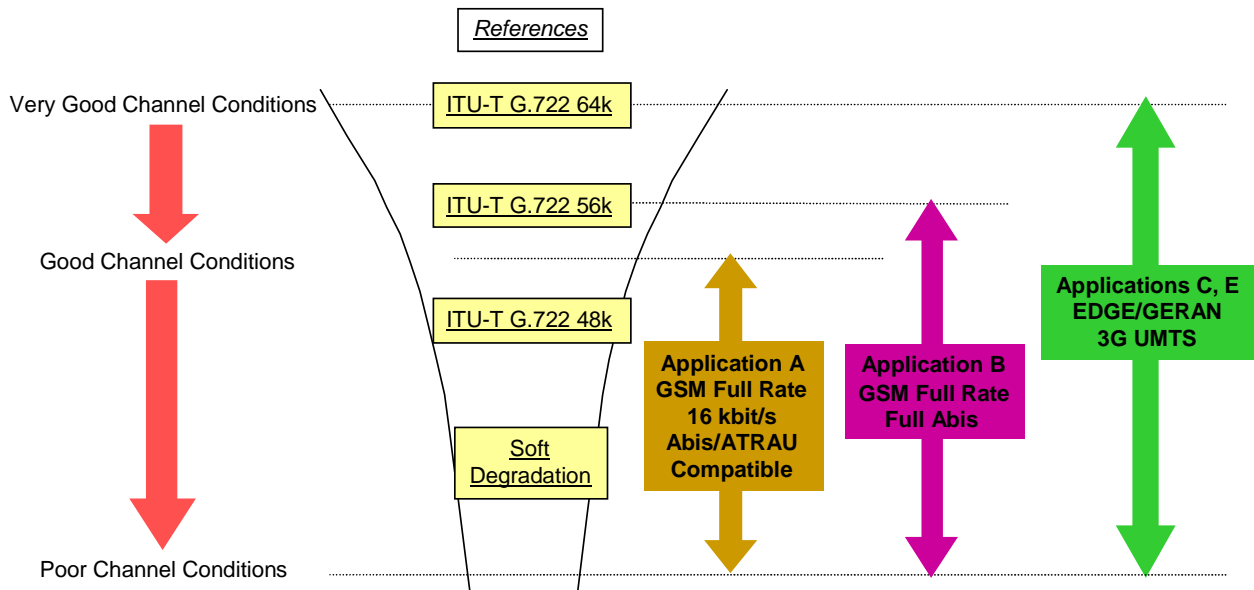 References
Very Good Channel Conditions
ITU-T G.722 64k
ITU-T G.722 56k
Good Channel Conditions
ITU-T G.722 48k
Soft
Degradation
Poor Channel Conditions
Application A
GSM Full Rate
16 kbit/s
Abis/ATRAU
Compatible
Application B
GSM Full Rate
Full Abis
Applications C, E
EDGE/GERAN
3G UMTS